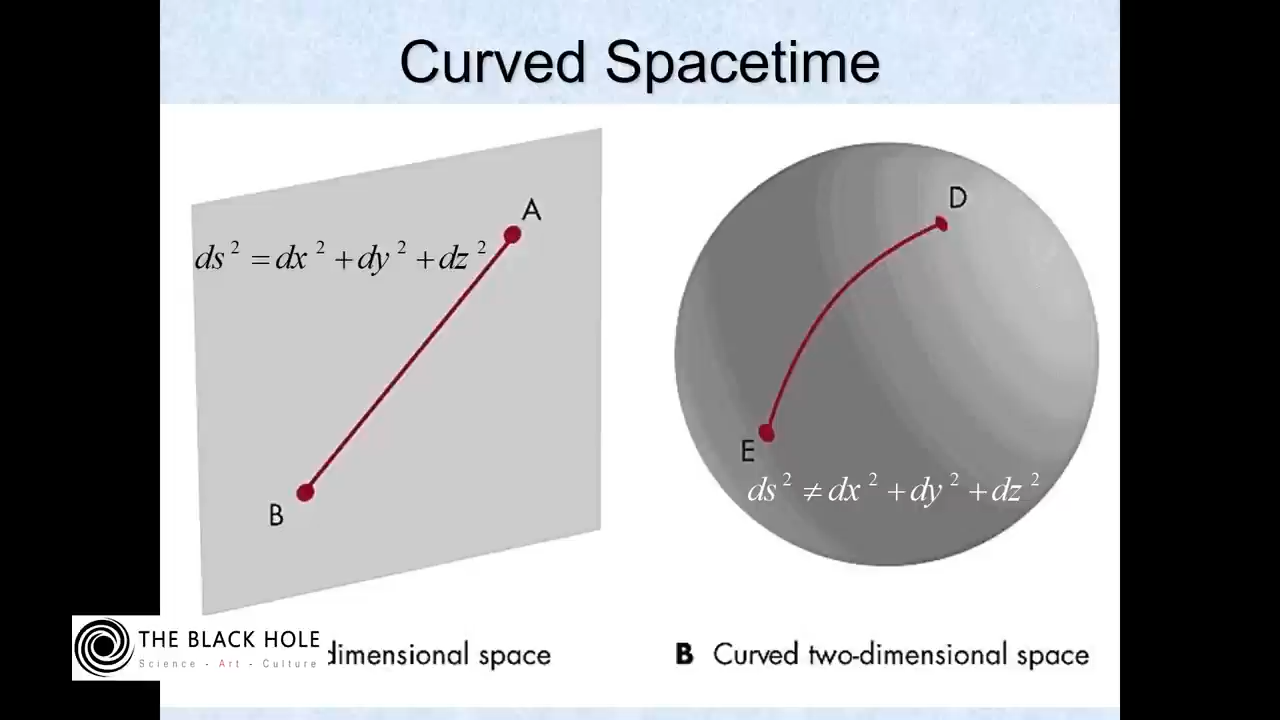 Curved Spacetime
A
ds² = dx² + dy² + dz²
B
D
E
ds² ≠ dx² + dy² + dz²
THE BLACK HOLE
Science - Art - Culture
dimensional space
B Curved two-dimensional space